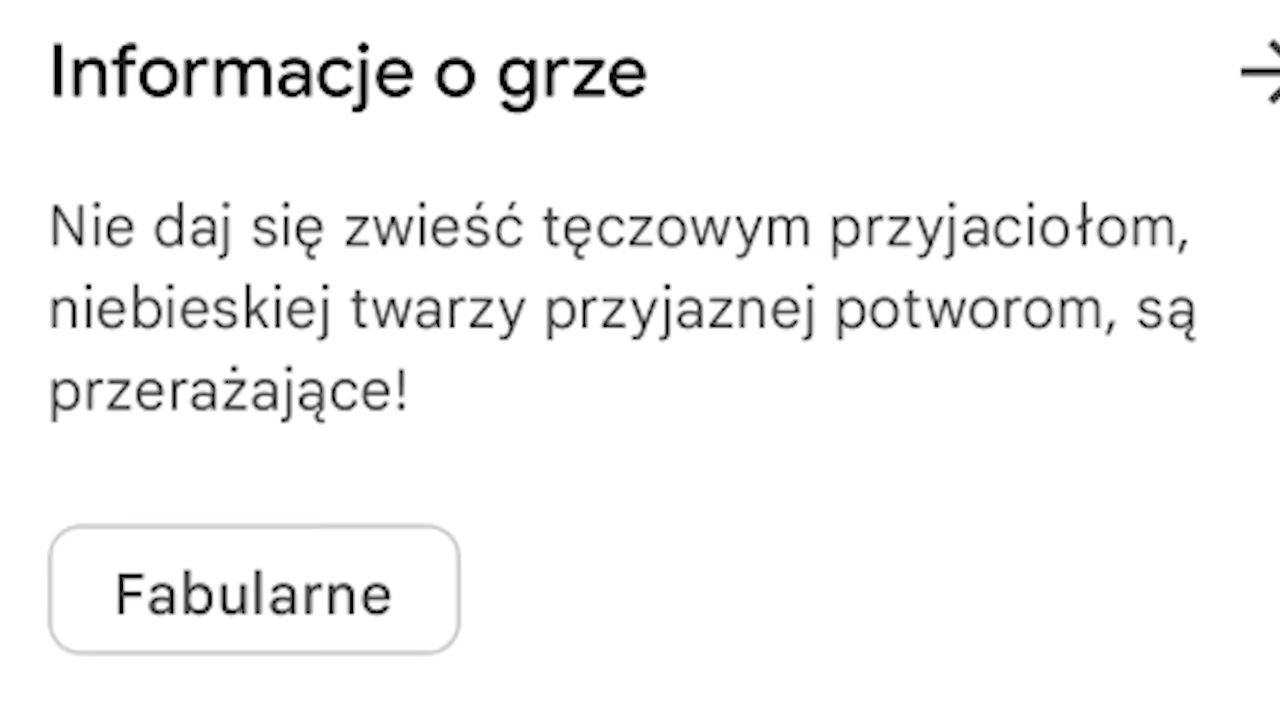 Informacje o grze
Nie daj się zwieść tęczowym przyjaciołom,
niebieskiej twarzy przyjaznej potworom, są
przerażające!
Fabularne